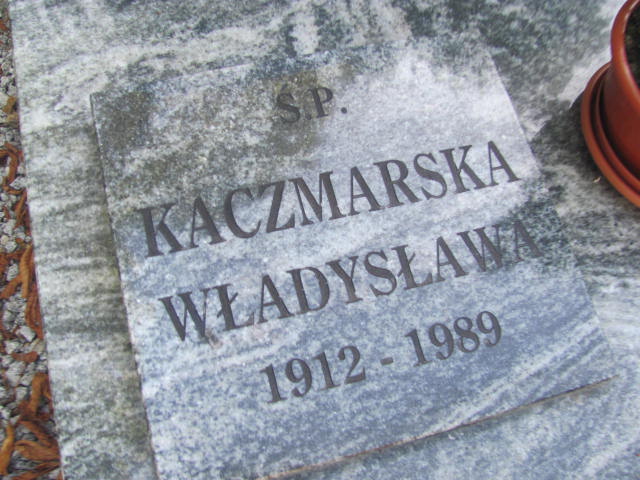 Ś.P.
KACZMARSKA
WŁADYSŁAWA
1912 - 1989